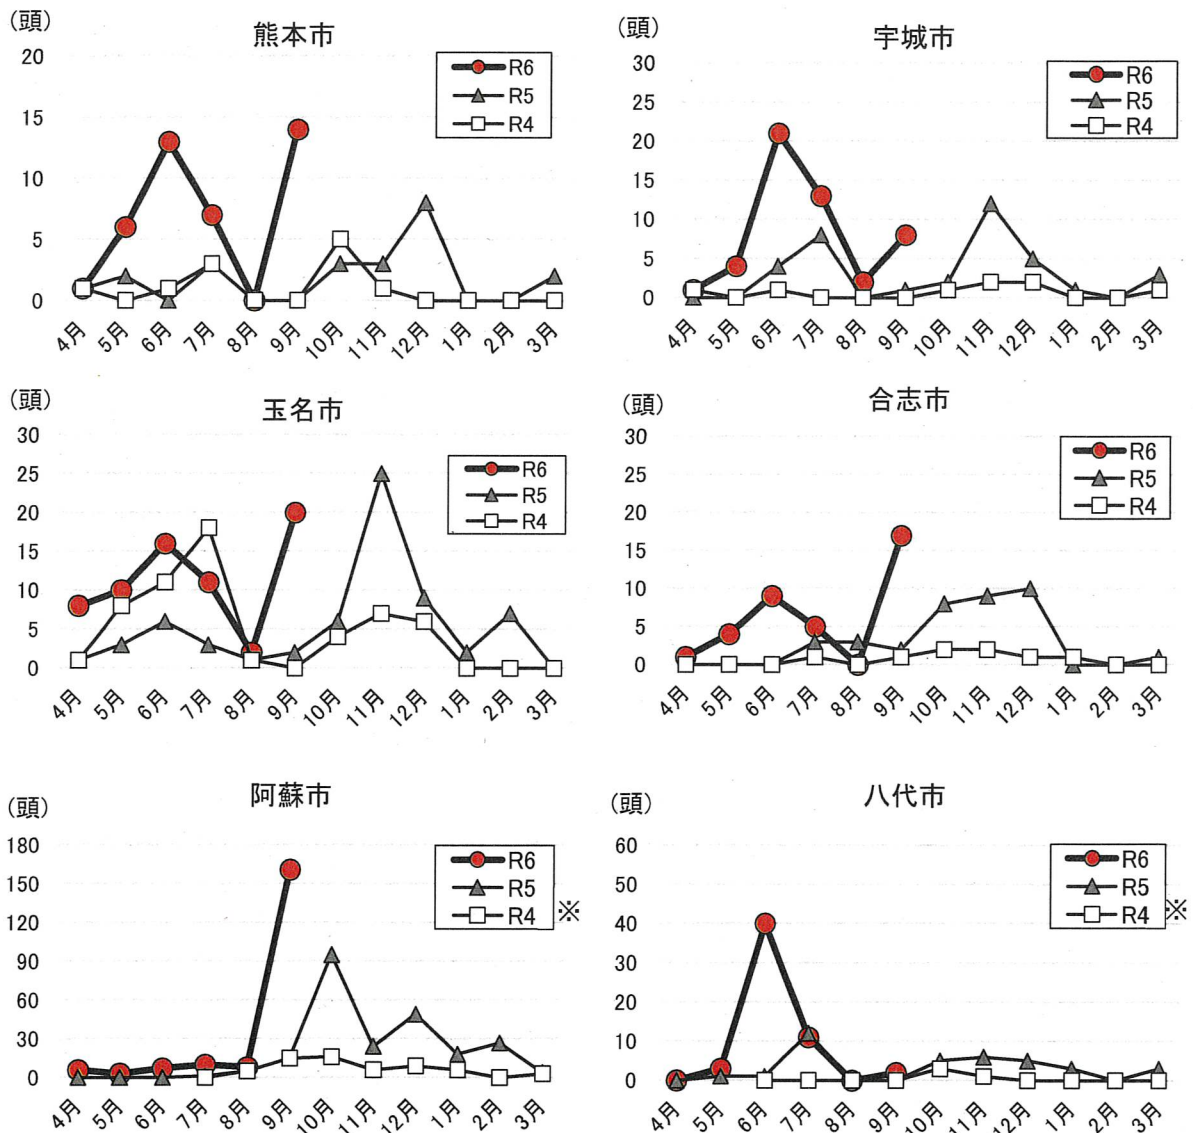 (頭)
熊本市
20
15
10
5
0
R6
R5
R4
4月
5月
6月
7月
8月
9月
10月
11月
12月
1月
2月
3月
(頭)
宇城市
30
25
20
15
10
5
0
R6
R5
R4
4月
5月
6月
7月
8月
9月
10月
11月
12月
1月
2月
3月
(頭)
玉名市
30
25
20
15
10
5
0
R6
R5
R4
4月
5月
6月
7月
8月
9月
10月
11月
12月
1月
2月
3月
(頭)
合志市
30
25
20
15
10
5
0
R6
R5
R4
4月
5月
6月
7月
8月
9月
10月
11月
12月
1月
2月
3月
(頭)
阿蘇市
180
150
120
90
60
30
0
R6
R5
R4 ※
4月
5月
6月
7月
8月
9月
10月
11月
12月
1月
2月
3月
(頭)
八代市
60
50
40
30
20
10
0
R6
R5
R4 ※
4月
5月
6月
7月
8月
9月
10月
11月
12月
1月
2月
3月